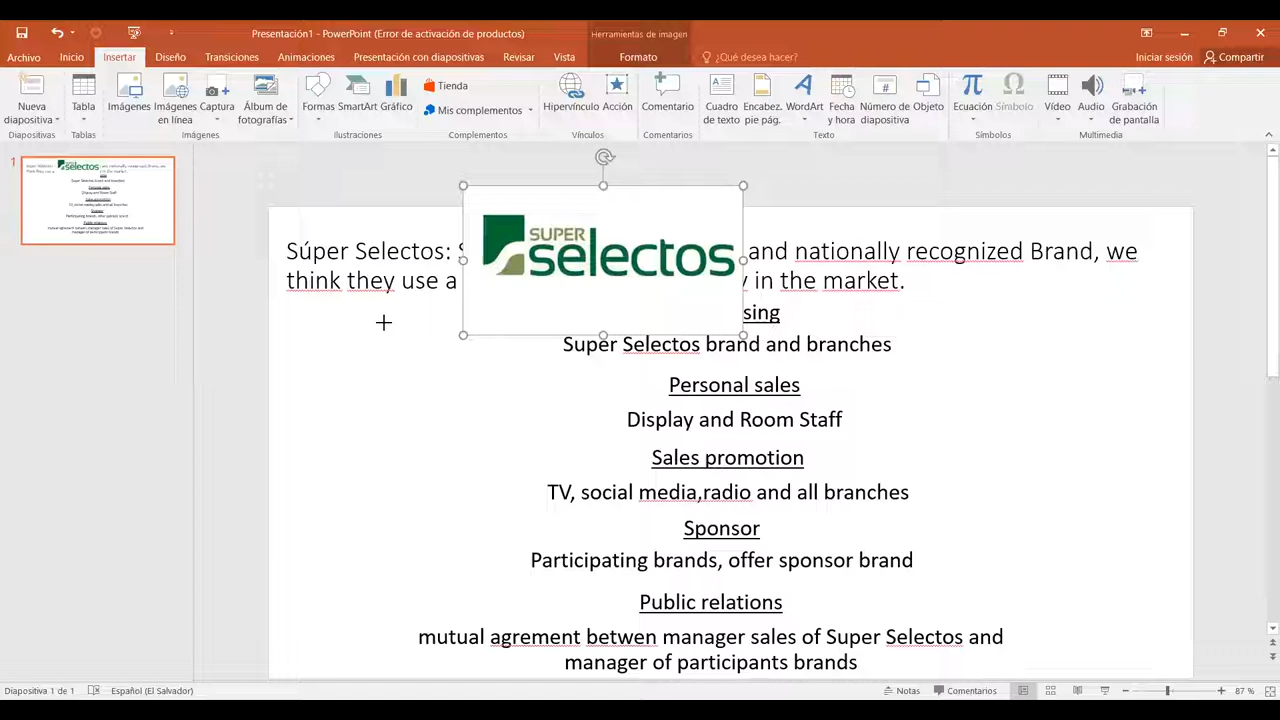 Presentación1 - PowerPoint (Error de activación de productos)
Herramientas de imagen
Archivo Inicio Insertar Diseño Transiciones Animaciones Presentación con diapositivas Revisar Vista Formato ¿Qué desea hacer? Iniciar sesión Compartir
Nueva diapositiva
Tabla
Imágenes
Imágenes en línea
Captura
Álbum de fotografías
Formas
SmartArt
Gráfico
Tienda
Mis complementos
Hipervínculo
Acción
Comentario
Cuadro de texto
Encabez. pie pág.
WordArt
Fecha y hora
Número de diapositiva
Objeto
Ecuación
Símbolo
Vídeo
Audio
Grabación de pantalla
Diapositivas Tablas Imágenes Ilustraciones Complementos Vínculos Comentarios Texto Símbolos Multimedia
1
SUPER
selectos
Súper Selectos: and nationally recognized Brand, we
think they use a in the market.
sing
Super Selectos brand and branches
Personal sales
Display and Room Staff
Sales promotion
TV, social media,radio and all branches
Sponsor
Participating brands, offer sponsor brand
Public relations
mutual agrement betwen manager sales of Super Selectos and
manager of participants brands
Diapositiva 1 de 1 Español (El Salvador) Notas Comentarios 87 %